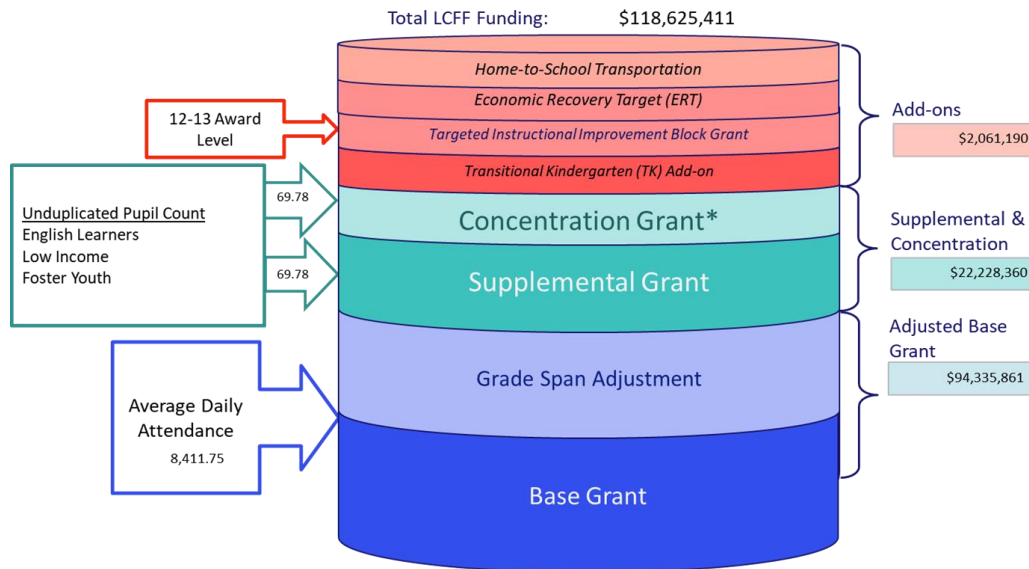 Total LCFF Funding: $118,625,411
Home-to-School Transportation
Economic Recovery Target (ERT)
Targeted Instructional Improvement Block Grant
Transitional Kindergarten (TK) Add-on
Concentration Grant*
Supplemental Grant
Grade Span Adjustment
Base Grant
12-13 Award
Level
Unduplicated Pupil Count
English Learners
Low Income
Foster Youth
69.78
69.78
Average Daily
Attendance
8,411.75
Add-ons
$2,061,190
Supplemental &
Concentration
$22,228,360
Adjusted Base
Grant
$94,335,861